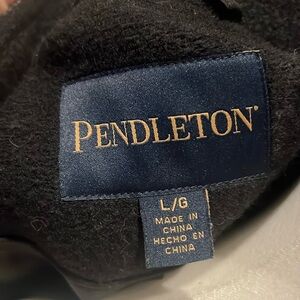 PENDLETON®
L/G
MADE IN
CHINA
HECHO EN
CHINA